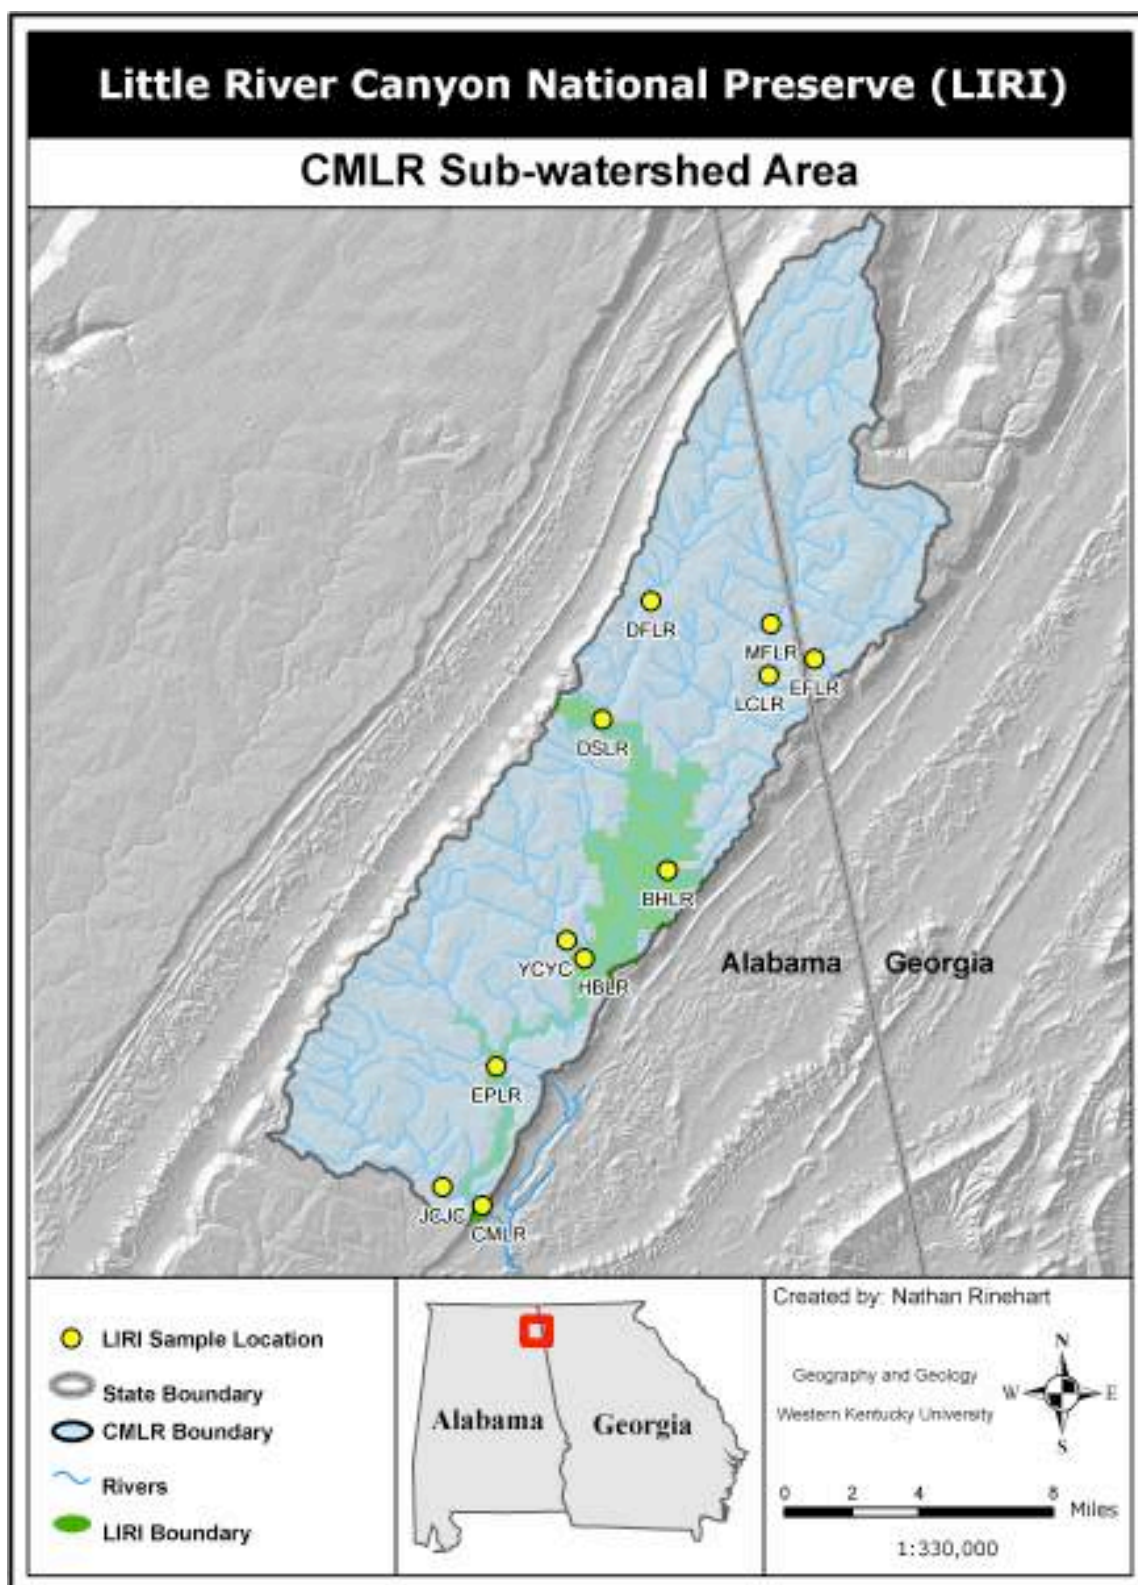 Little River Canyon National Preserve (LIRI)
CMLR Sub-watershed Area
DFLR
MFLR
EFLR
LCLR
DSLR
BHLR
YCYC
HBLR
Alabama
Georgia
EPLR
JCJC
CMLR
LIRI Sample Location
State Boundary
CMLR Boundary
Rivers
LIRI Boundary
Alabama
Georgia
Created by: Nathan Rinehart
Geography and Geology
Western Kentucky University
N
W
E
S
0 2 4 8
Miles
1:330,000